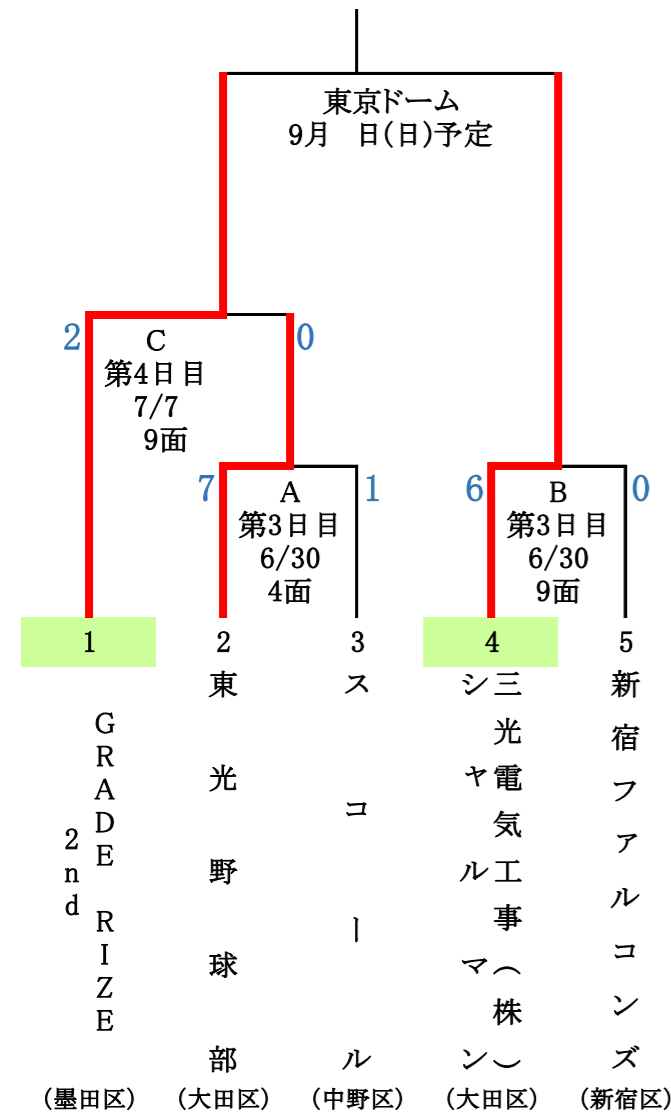 東京ドーム
9月　日(日)予定
2
C
0
第4日目
7/7
9面
7
A
1
第3日目
6/30
4面
6
B
0
第3日目
6/30
9面
1
2
3
4
5
GRADE RIZE
2nd
東光野球部
スコール
三光電気工事(株)
シャルマン
新宿ファルコンズ
(墨田区)
(大田区)
(中野区)
(大田区)
(新宿区)